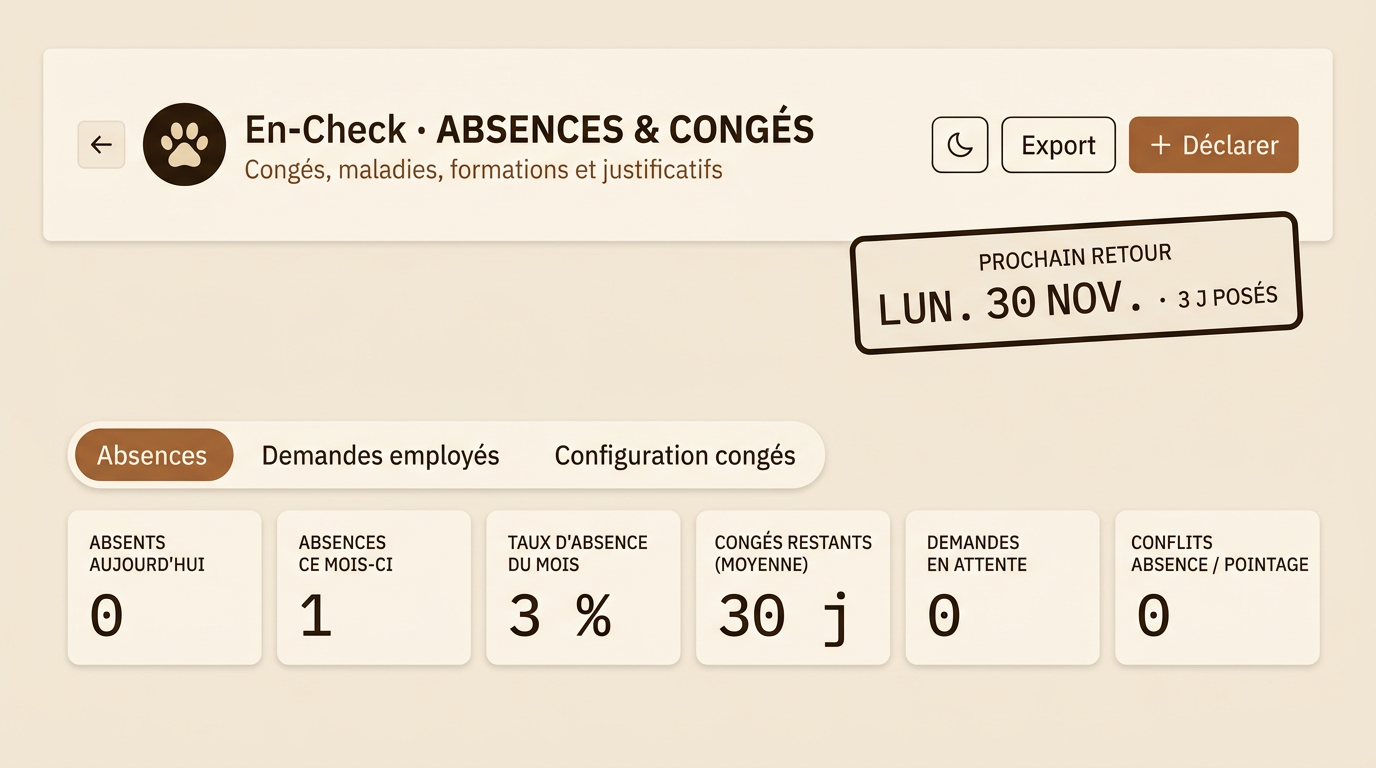 En-Check · ABSENCES & CONGÉS
Congés, maladies, formations et justificatifs
Export
+ Déclarer
PROCHAIN RETOUR
LUN. 30 NOV. · 3 J POSÉS
Absences
Demandes employés
Configuration congés
ABSENTS
AUJOURD'HUI
0
ABSENCES
CE MOIS-CI
1
TAUX D'ABSENCE
DU MOIS
3 %
CONGÉS RESTANTS
(MOYENNE)
30 j
DEMANDES
EN ATTENTE
0
CONFLITS
ABSENCE / POINTAGE
0